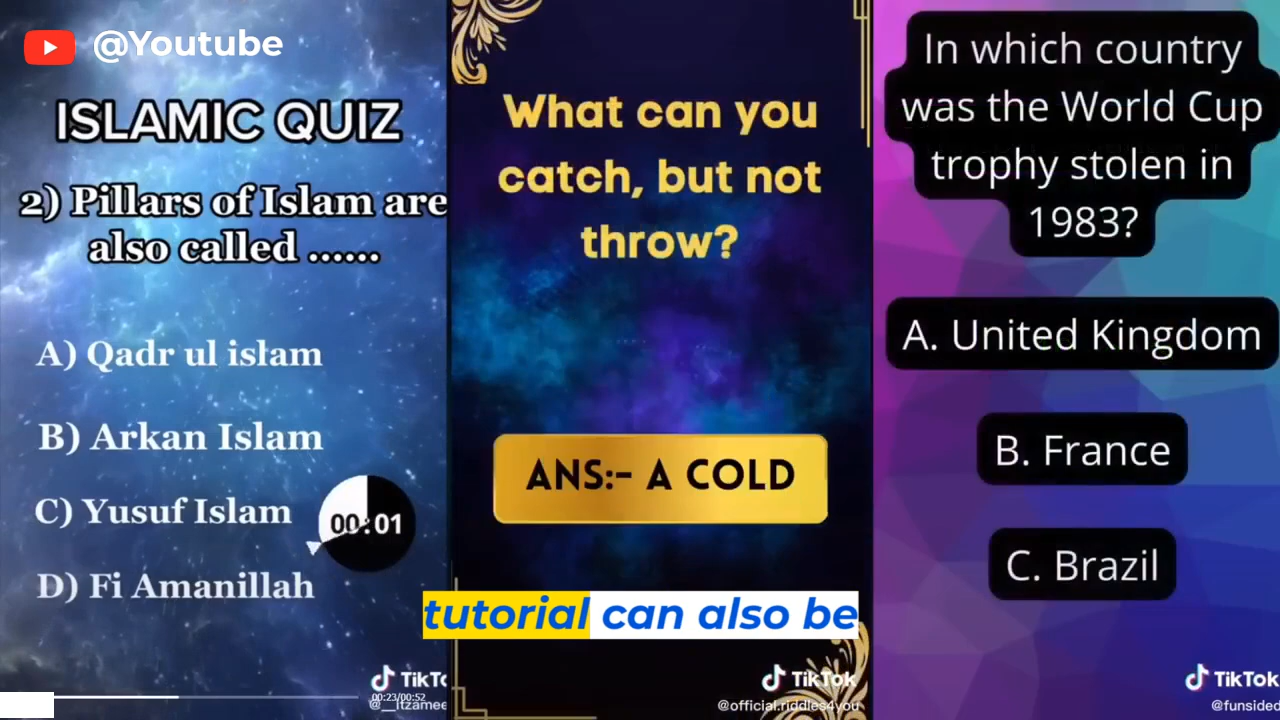 @Youtube
ISLAMIC QUIZ
2) Pillars of Islam are
also called ......
A) Qadr ul islam
B) Arkan Islam
C) Yusuf Islam
00:01
D) Fi Amanillah
TikTo
00:23/00:52
@__itzamee
What can you
catch, but not
throw?
ANS:- A COLD
tutorial can also be
TikTok
@official.riddles4you
In which country
was the World Cup
trophy stolen in
1983?
A. United Kingdom
B. France
C. Brazil
TikTok
@funsided